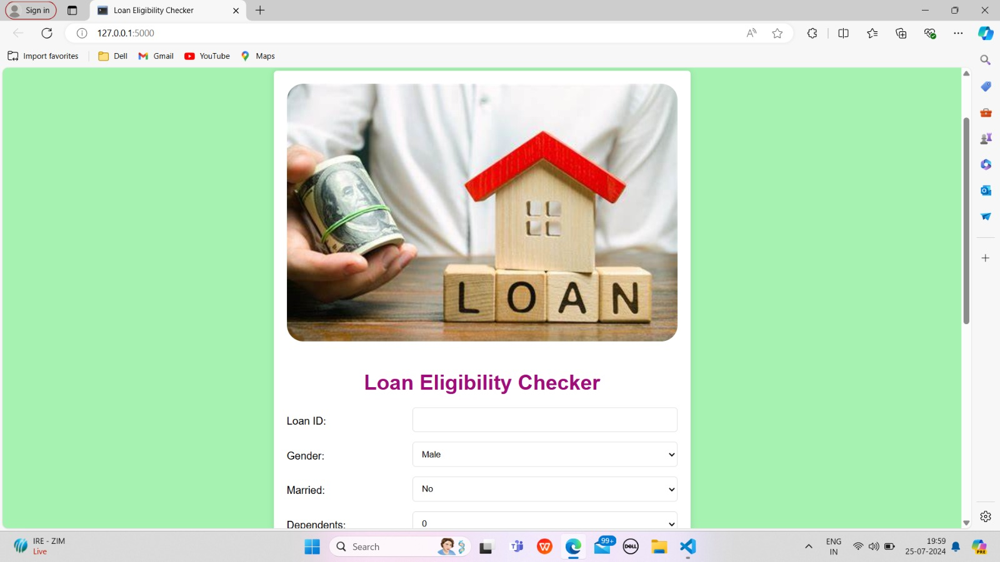 Sign in
Loan Eligibility Checker
127.0.0.1:5000
Import favorites
Dell
Gmail
YouTube
Maps
LOAN
Loan Eligibility Checker
Loan ID:
Gender:
Male
Married:
No
Dependents:
0
IRE - ZIM
Live
Search
99+
DELL
ENG
IN
19:59
25-07-2024
PRE